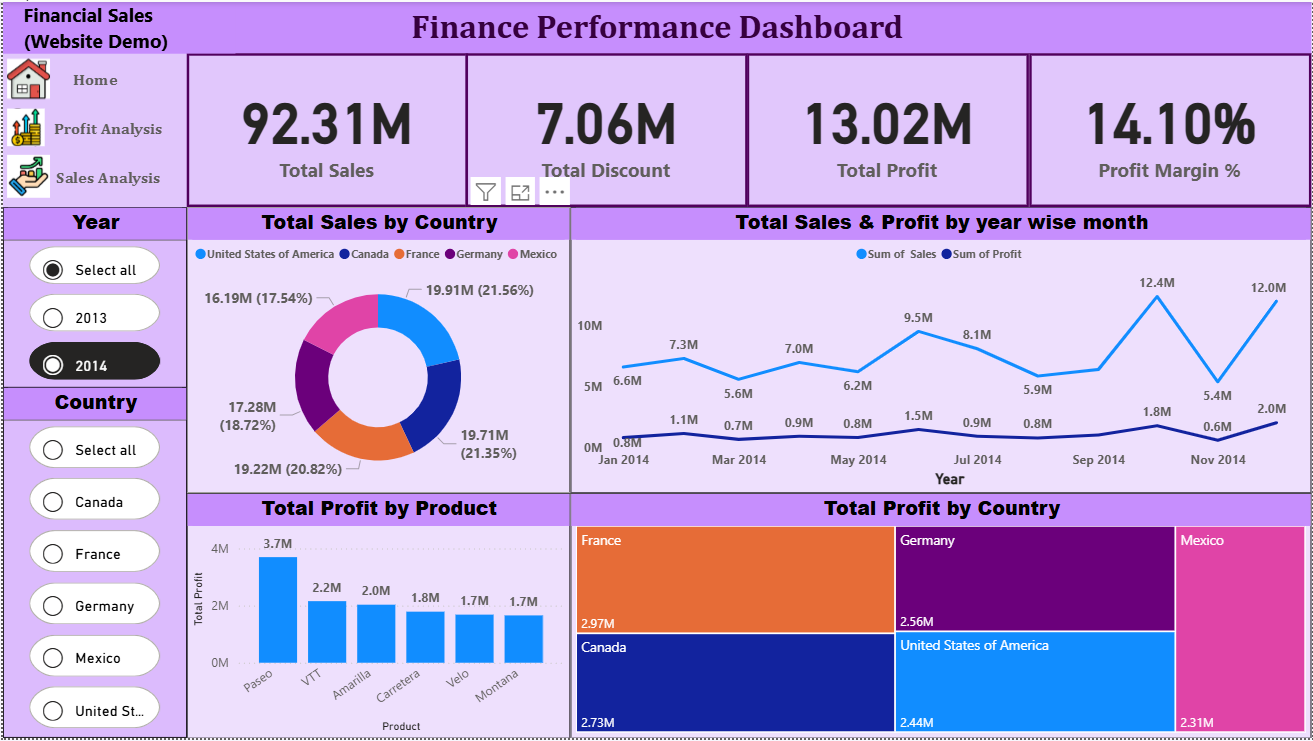 Financial Sales
(Website Demo)
Finance Performance Dashboard
Home
Profit Analysis
Sales Analysis
92.31M
Total Sales
7.06M
Total Discount
13.02M
Total Profit
14.10%
Profit Margin %
Year
Select all
2013
2014
Country
Select all
Canada
France
Germany
Mexico
United St...
Total Sales by Country
United States of America Canada France Germany Mexico
16.19M (17.54%)
19.91M (21.56%)
17.28M
(18.72%)
19.71M
(21.35%)
19.22M (20.82%)
Total Sales & Profit by year wise month
Sum of Sales Sum of Profit
10M
5M
0M
6.6M
7.3M
5.6M
7.0M
6.2M
9.5M
8.1M
5.9M
12.4M
5.4M
12.0M
0.8M
1.1M
0.7M
0.9M
0.8M
1.5M
0.9M
0.8M
1.8M
0.6M
2.0M
Jan 2014 Mar 2014 May 2014 Jul 2014 Sep 2014 Nov 2014
Year
Total Profit by Product
Total Profit
4M
2M
0M
3.7M
2.2M
2.0M
1.8M
1.7M
1.7M
Paseo
VTT
Amarilla
Carretera
Velo
Montana
Product
Total Profit by Country
France
2.97M
Canada
2.73M
Germany
2.56M
United States of America
2.44M
Mexico
2.31M